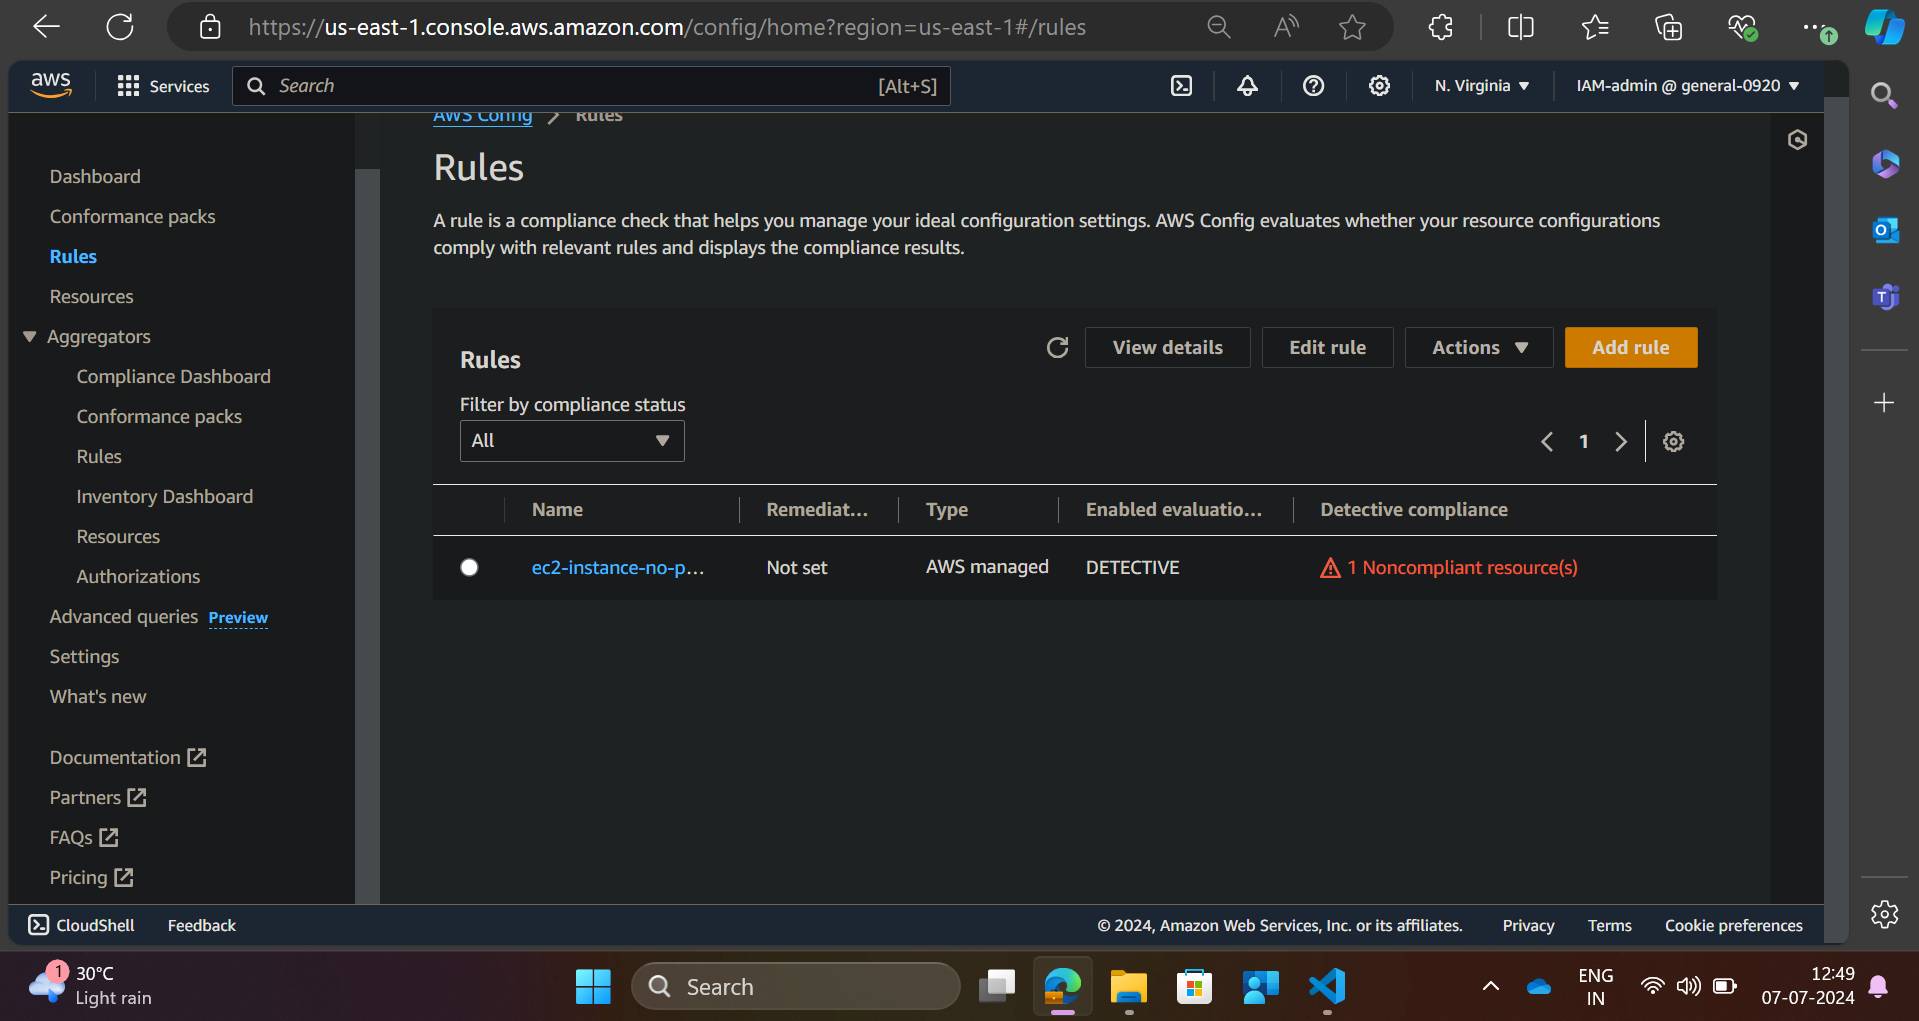 https://us-east-1.console.aws.amazon.com/config/home?region=us-east-1#/rules
aws
Services
Search
[Alt+S]
N. Virginia
IAM-admin @ general-0920
AWS Config
Rules
Dashboard
Conformance packs
Rules
Resources
Aggregators
Compliance Dashboard
Conformance packs
Rules
Inventory Dashboard
Resources
Authorizations
Advanced queries Preview
Settings
What's new
Documentation
Partners
FAQs
Pricing
Rules
A rule is a compliance check that helps you manage your ideal configuration settings. AWS Config evaluates whether your resource configurations
comply with relevant rules and displays the compliance results.
Rules
View details
Edit rule
Actions
Add rule
Filter by compliance status
All
1
Name
Remediat...
Type
Enabled evaluatio...
Detective compliance
ec2-instance-no-p...
Not set
AWS managed
DETECTIVE
1 Noncompliant resource(s)
CloudShell
Feedback
© 2024, Amazon Web Services, Inc. or its affiliates.
Privacy
Terms
Cookie preferences
1
30°C
Light rain
Search
ENG
IN
12:49
07-07-2024